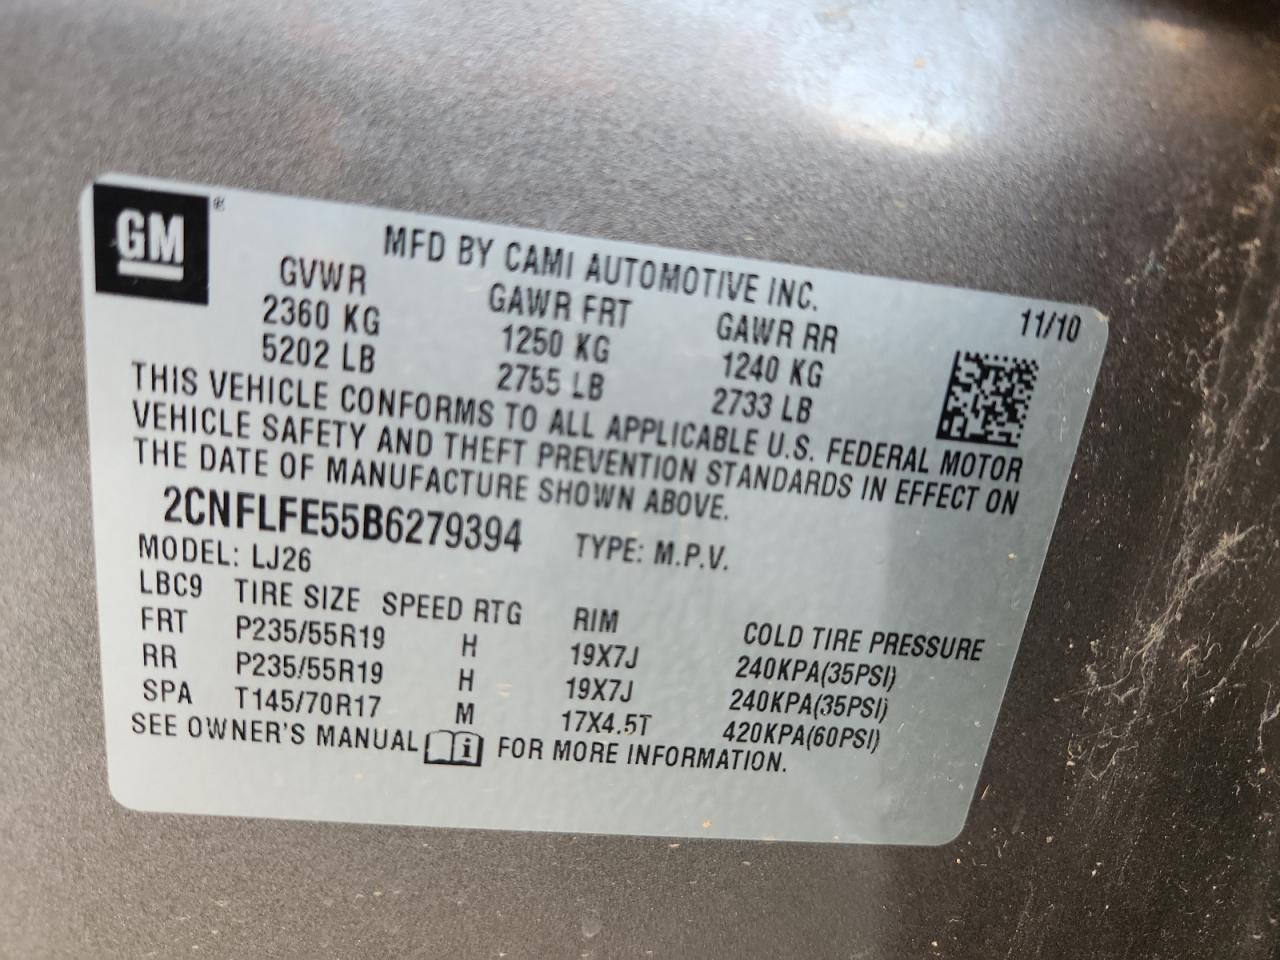 GM ®
MFD BY CAMI AUTOMOTIVE INC.
11/10
GVWR GAWR FRT GAWR RR
2360 KG 1250 KG 1240 KG
5202 LB 2755 LB 2733 LB
THIS VEHICLE CONFORMS TO ALL APPLICABLE U.S. FEDERAL MOTOR
VEHICLE SAFETY AND THEFT PREVENTION STANDARDS IN EFFECT ON
THE DATE OF MANUFACTURE SHOWN ABOVE.
2CNFLFE55B6279394 TYPE: M.P.V.
MODEL: LJ26
LBC9 TIRE SIZE SPEED RTG RIM COLD TIRE PRESSURE
FRT P235/55R19 H 19X7J 240KPA(35PSI)
RR P235/55R19 H 19X7J 240KPA(35PSI)
SPA T145/70R17 M 17X4.5T 420KPA(60PSI)
SEE OWNER'S MANUAL i FOR MORE INFORMATION.